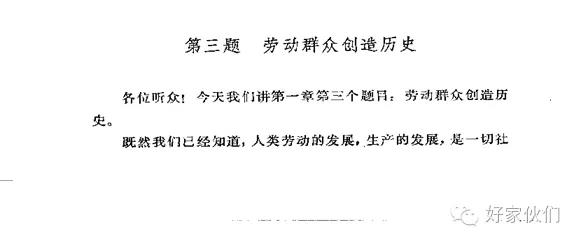 第三题 劳动群众创造历史
各位听众！今天我们讲第一章第三个题目：劳动群众创造历
史。
既然我们已经知道，人类劳动的发展，生产的发展，是一切社
好家伙们